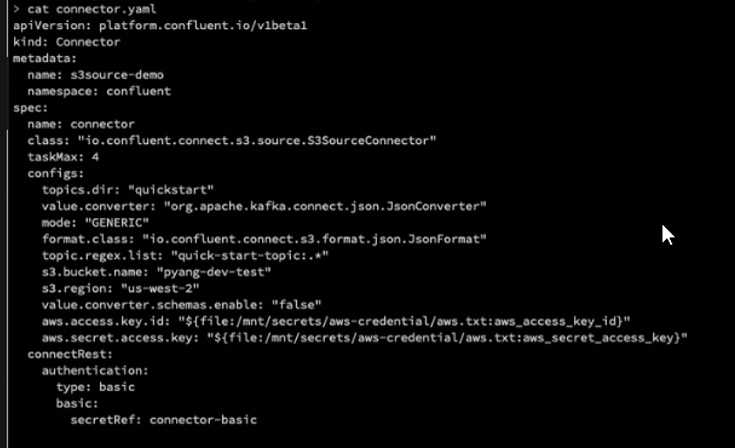 > cat connector.yaml
apiVersion: platform.confluent.io/v1beta1
kind: Connector
metadata:
  name: s3source-demo
  namespace: confluent
spec:
  name: connector
  class: "io.confluent.connect.s3.source.S3SourceConnector"
  taskMax: 4
  configs:
    topics.dir: "quickstart"
    value.converter: "org.apache.kafka.connect.json.JsonConverter"
    mode: "GENERIC"
    format.class: "io.confluent.connect.s3.format.json.JsonFormat"
    topic.regex.list: "quick-start-topic:.*"
    s3.bucket.name: "pyang-dev-test"
    s3.region: "us-west-2"
    value.converter.schemas.enable: "false"
    aws.access.key.id: "${file:/mnt/secrets/aws-credential/aws.txt:aws_access_key_id}"
    aws.secret.access.key: "${file:/mnt/secrets/aws-credential/aws.txt:aws_secret_access_key}"
  connectRest:
    authentication:
      type: basic
      basic:
        secretRef: connector-basic